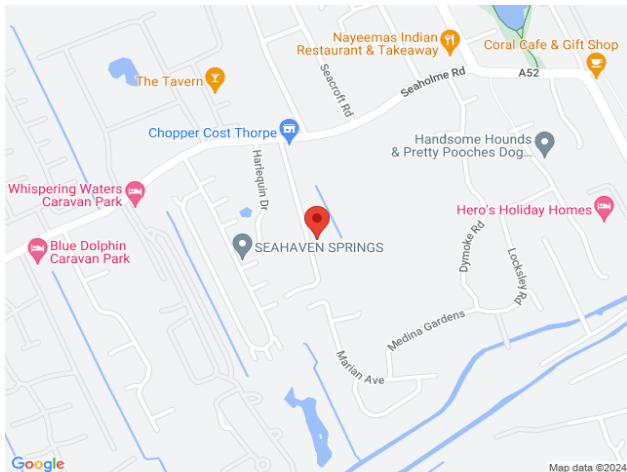 Nayeemas Indian
Restaurant & Takeaway
Coral Cafe & Gift Shop
A52
The Tavern
Seacroft Rd
Seaholme Rd
Chopper Cost Thorpe
Handsome Hounds
& Pretty Pooches Dog...
Harlequin Dr
Whispering Waters
Caravan Park
Hero's Holiday Homes
Blue Dolphin
Caravan Park
SEAHAVEN SPRINGS
Dymoke Rd
Locksley Rd
Medina Gardens
Marian Ave
Google
Map data ©2024